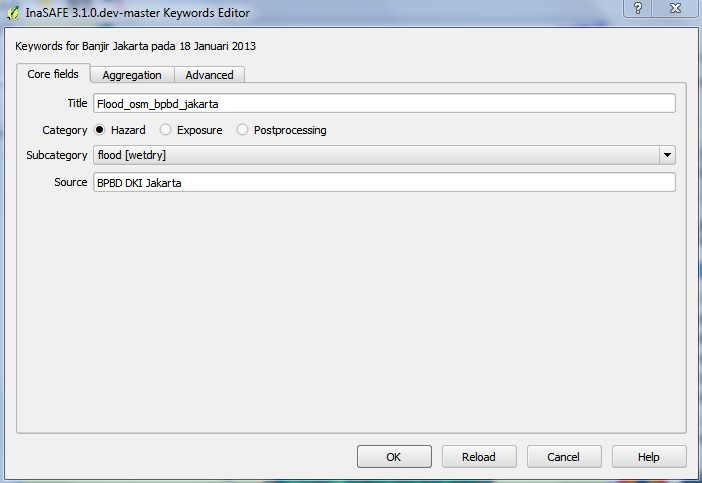 InaSAFE 3.1.0.dev-master Keywords Editor
Keywords for Banjir Jakarta pada 18 Januari 2013
Core fields Aggregation Advanced
Title Flood_osm_bpbd_jakarta
Category Hazard Exposure Postprocessing
Subcategory flood [wetdry]
Source BPBD DKI Jakarta
OK Reload Cancel Help